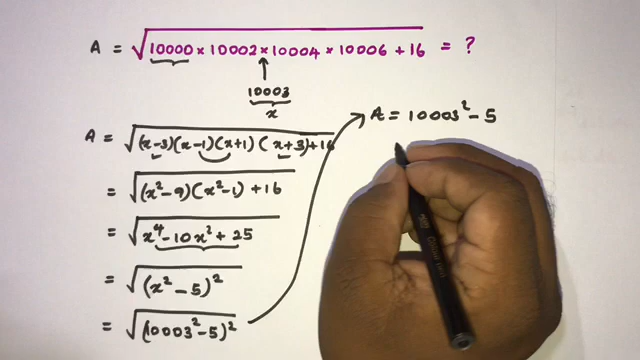 A = √10000 × 10002 × 10004 × 10006 + 16 = ?
10003
x
A = √(x-3)(x-1)(x+1)(x+3)+16
= √(x²-9)(x²-1) +16
= √x⁴-10x²+25
= √(x²-5)²
= √(10003²-5)²
A = 10003²-5